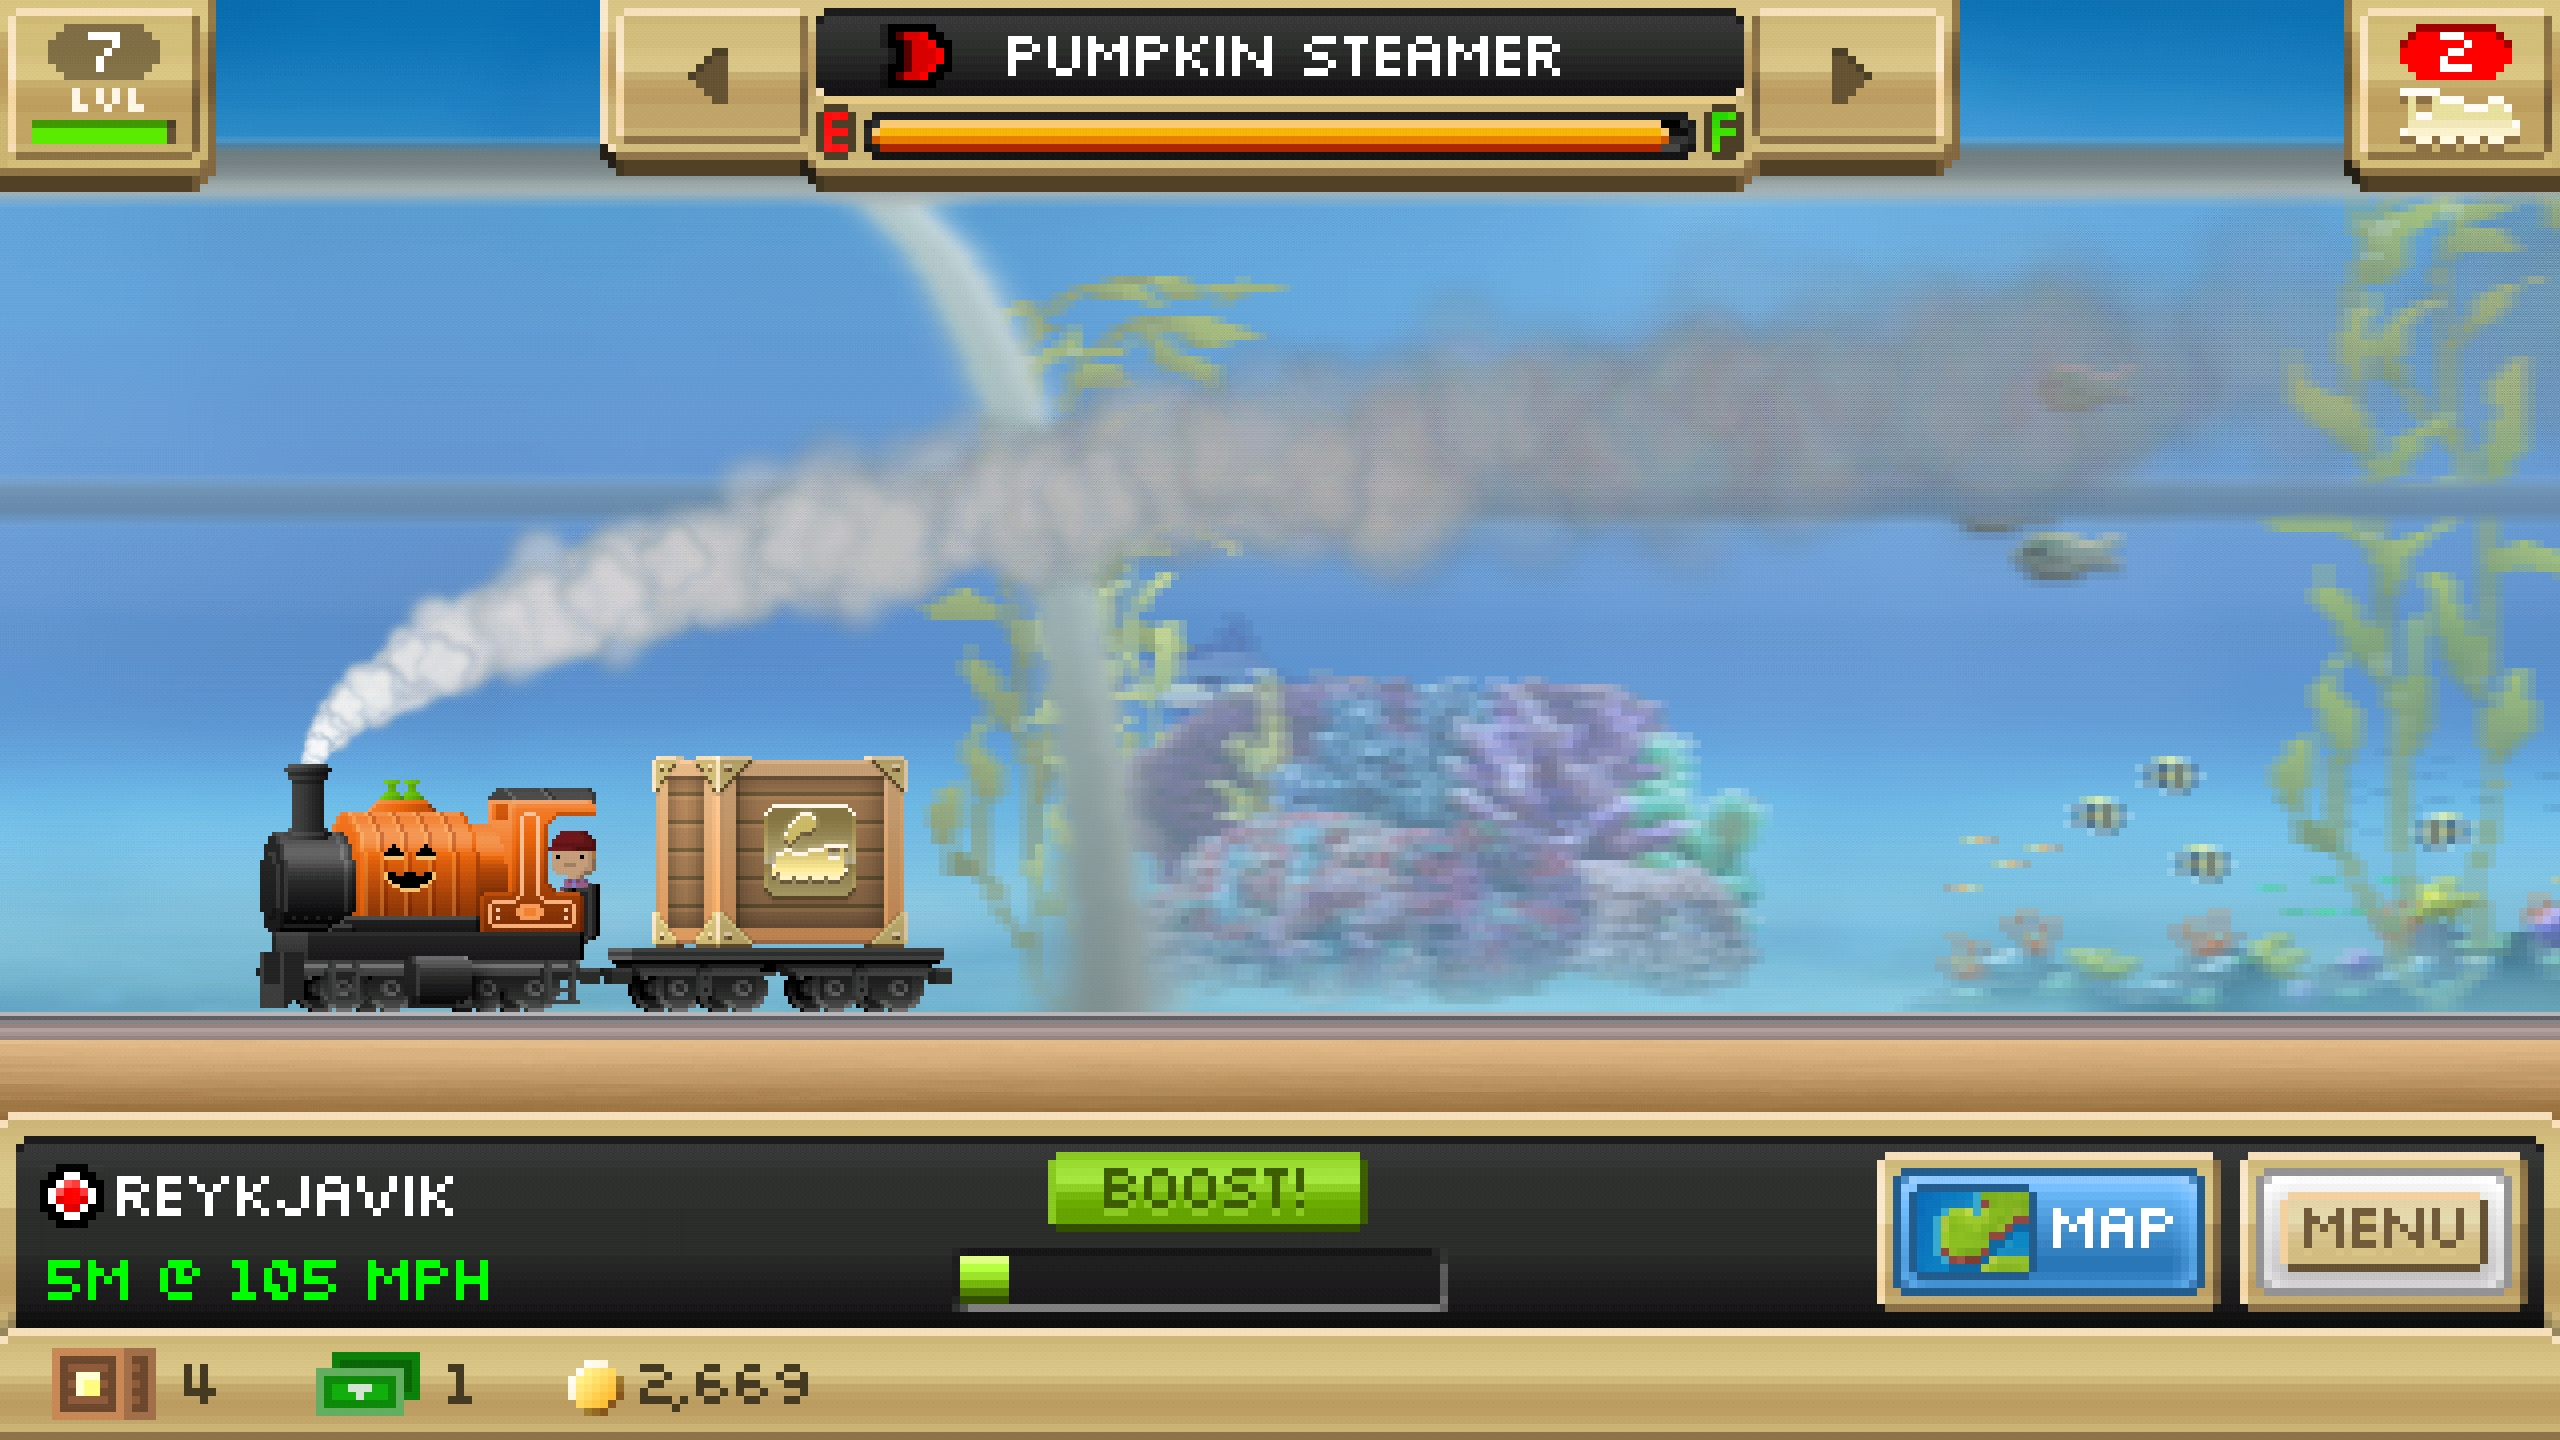 7
LVL
PUMPKIN STEAMER
E
F
2
REYKJAVIK
5M @ 105 MPH
BOOST!
MAP
MENU
4
1
2,669